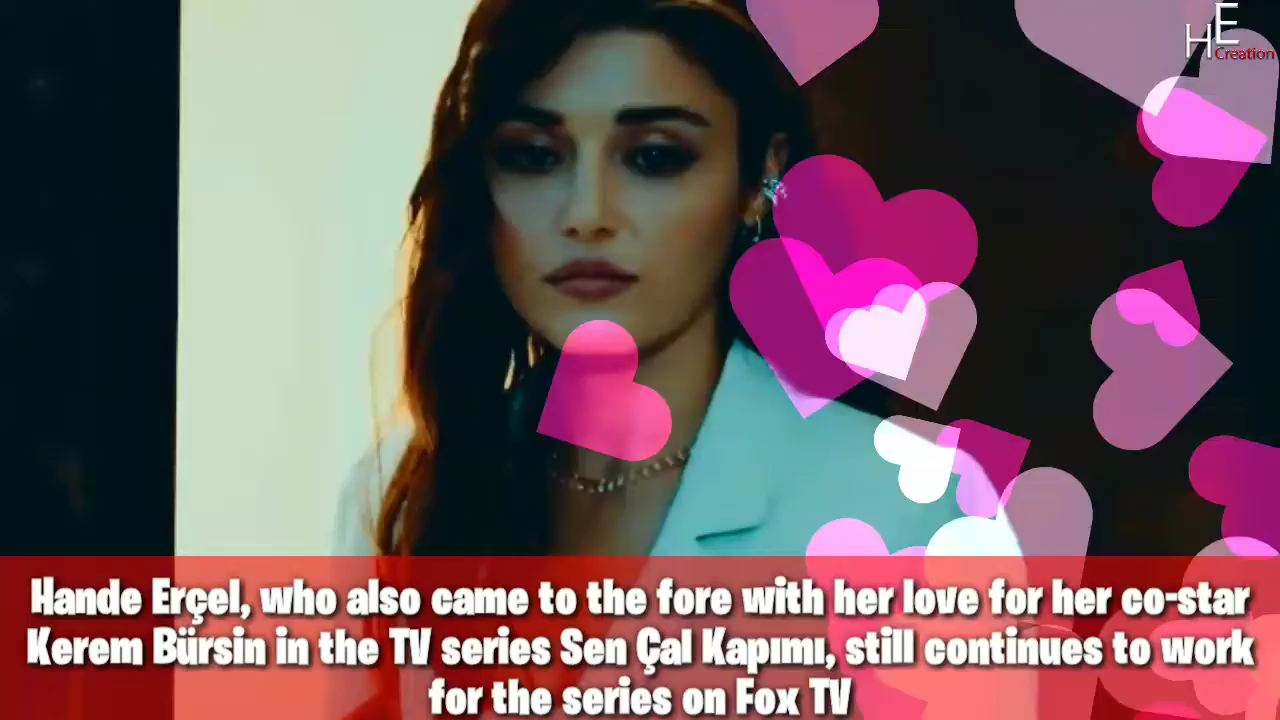 HE
Creation
Hande Erçel, who also came to the fore with her love for her co-star
Kerem Bürsin in the TV series Sen Çal Kapımı, still continues to work
for the series on Fox TV